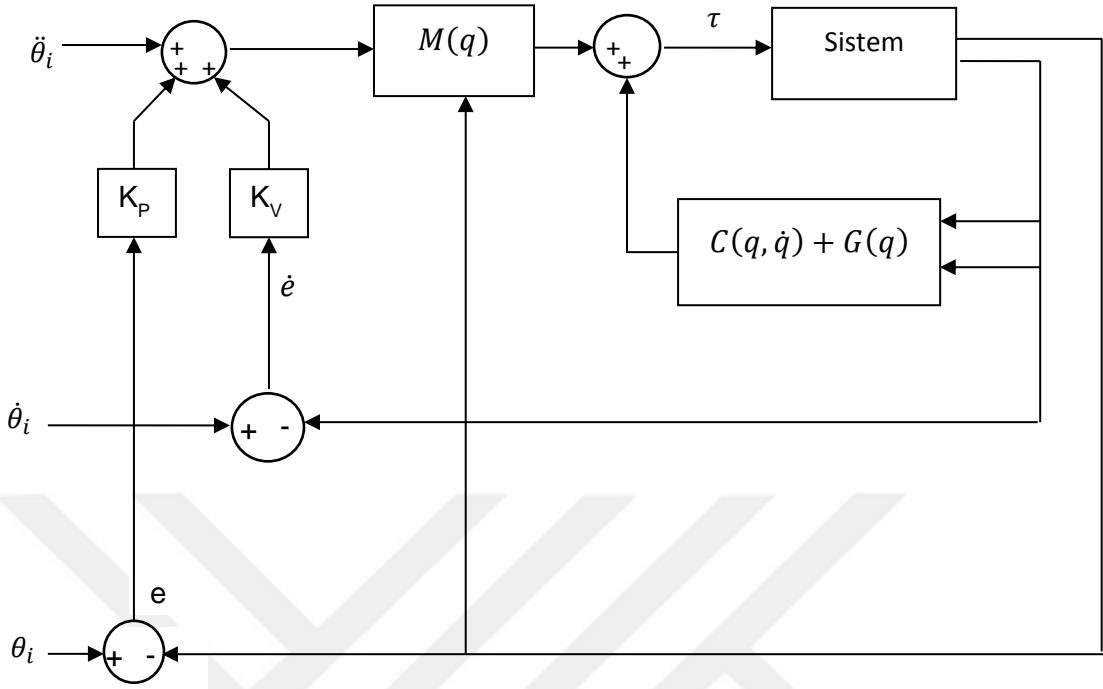 θ̈ᵢ
+
+ +
M(q)
+
+
τ
Sistem
K_P
K_V
C(q, q̇) + G(q)
ė
θ̇ᵢ
+ -
e
θᵢ
+ -